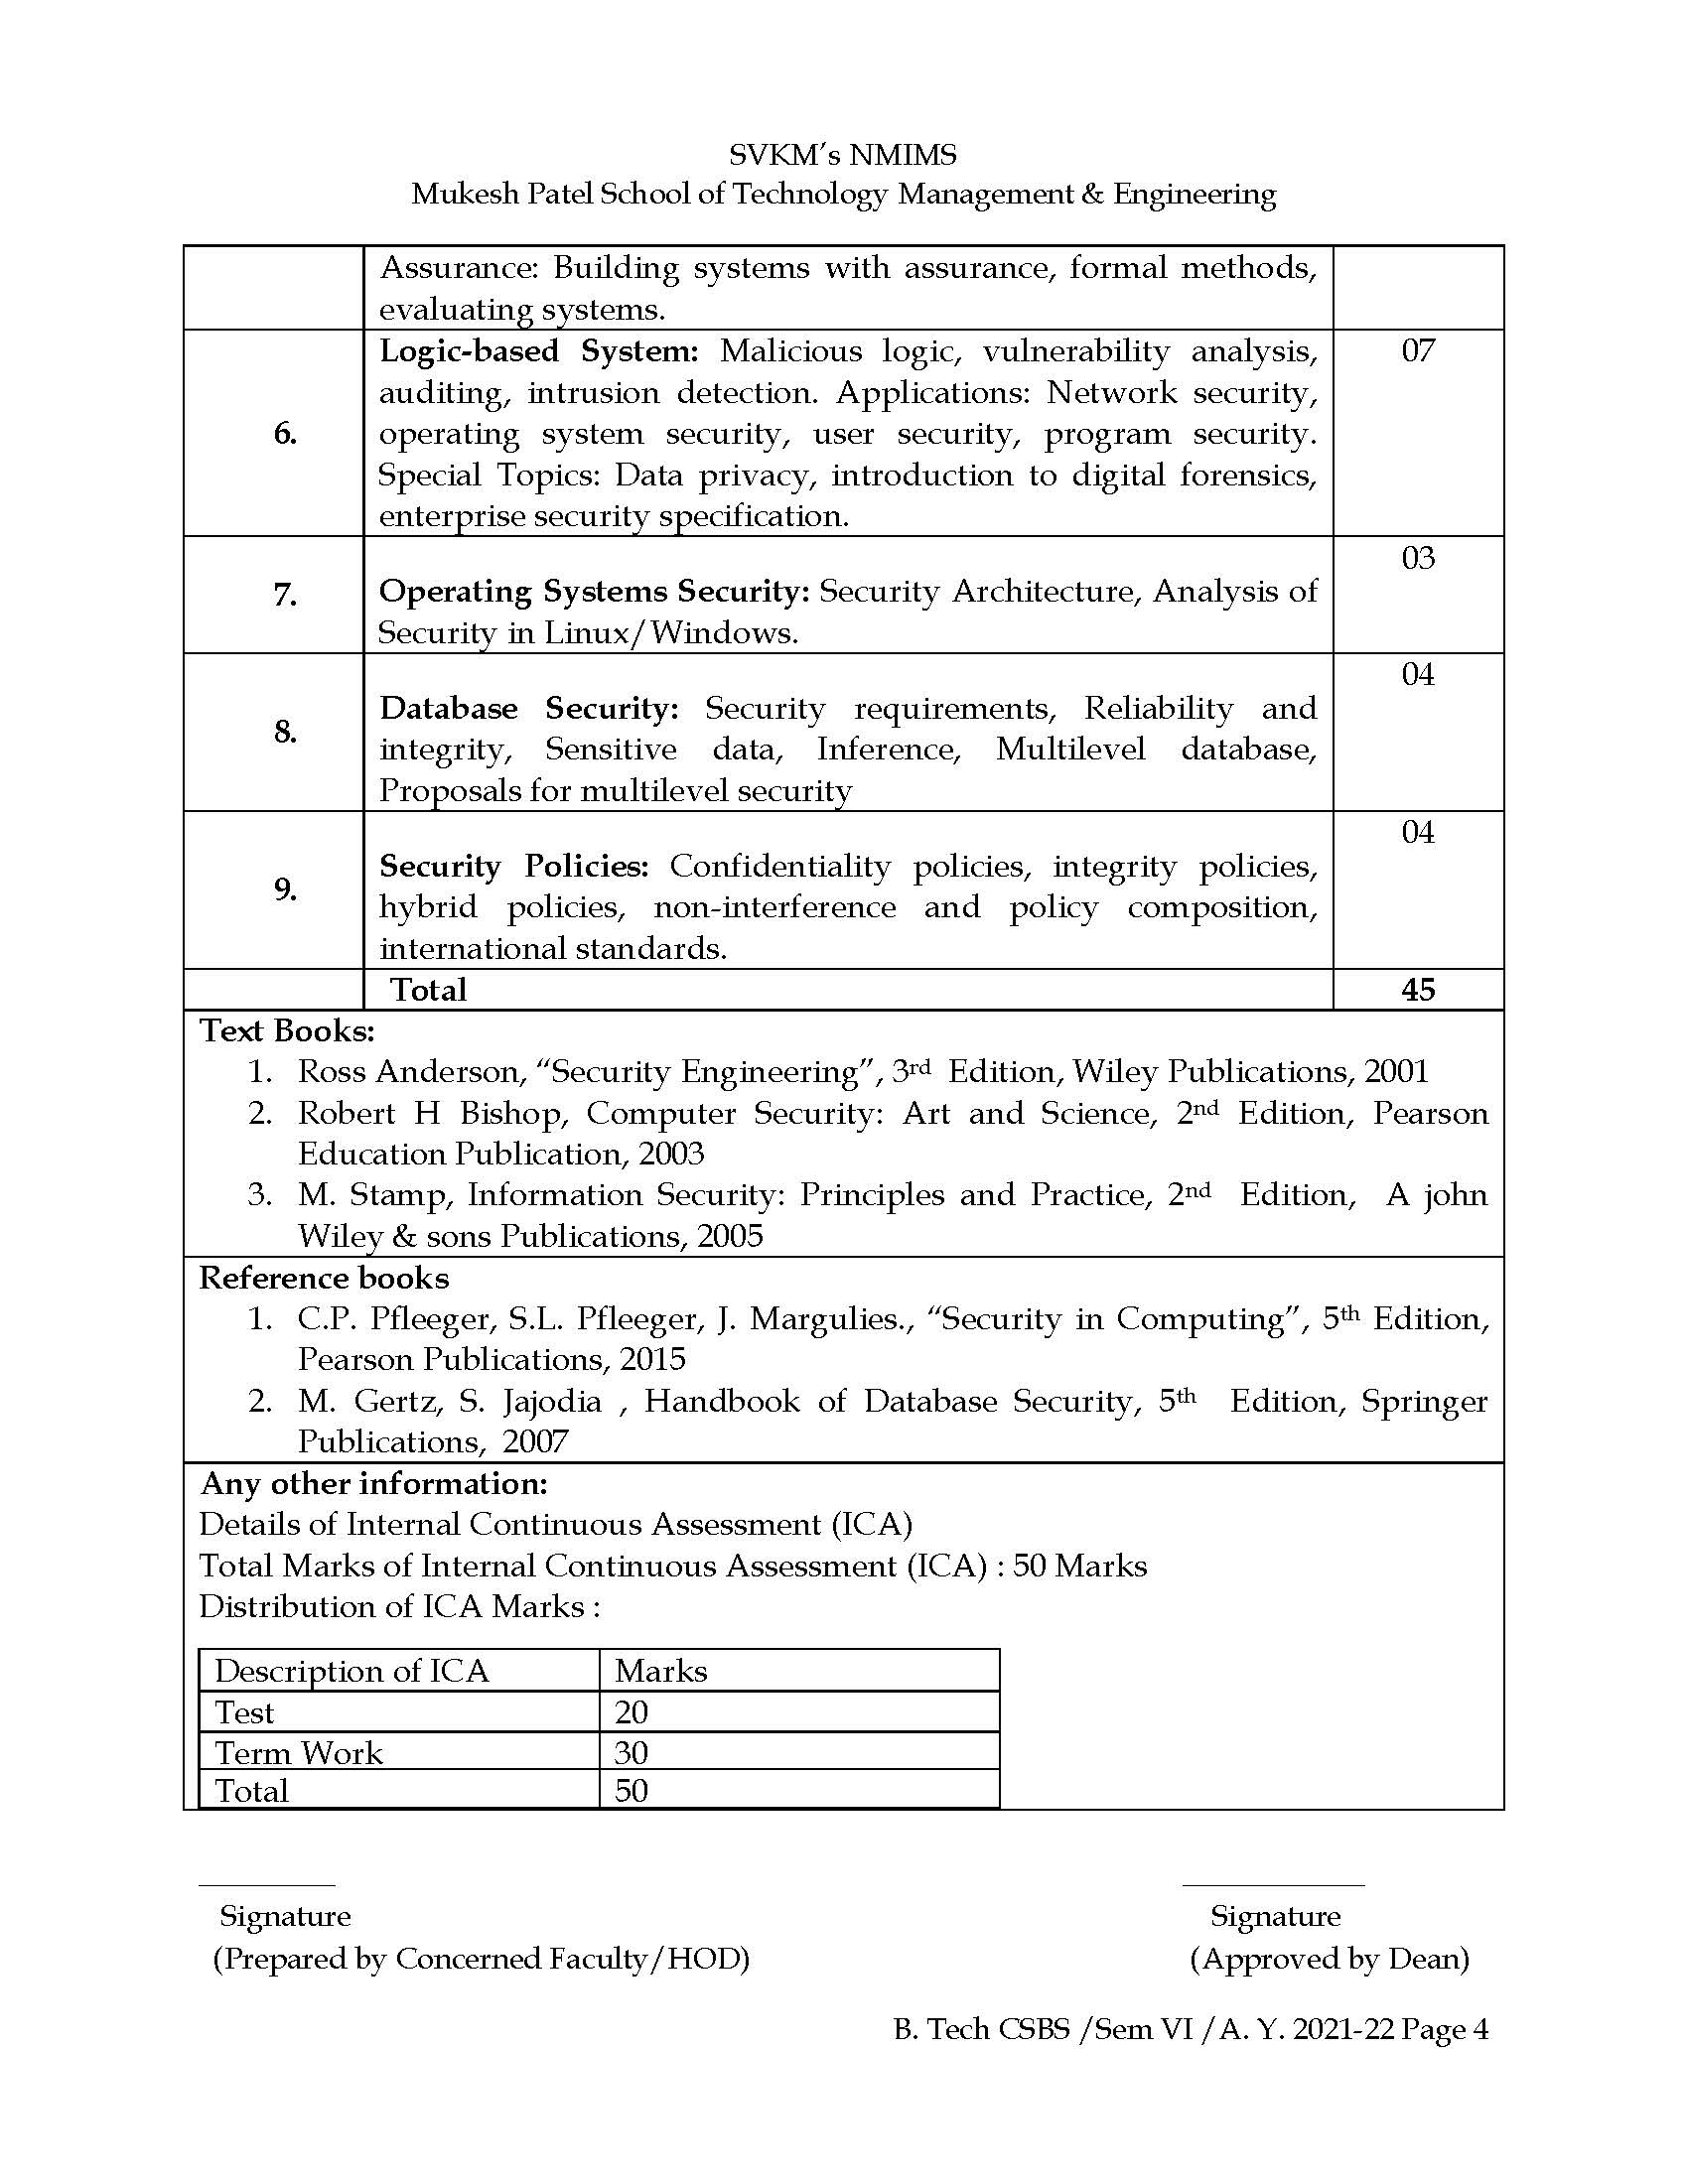 SVKM's NMIMS
Mukesh Patel School of Technology Management & Engineering
Assurance: Building systems with assurance, formal methods,
evaluating systems.
Logic-based System: Malicious logic, vulnerability analysis, 07
auditing, intrusion detection. Applications: Network security,
6. operating system security, user security, program security.
Special Topics: Data privacy, introduction to digital forensics,
enterprise security specification.
03
7. Operating Systems Security: Security Architecture, Analysis of
Security in Linux/Windows.
04
Database Security: Security requirements, Reliability and
8. integrity, Sensitive data, Inference, Multilevel database,
Proposals for multilevel security
04
Security Policies: Confidentiality policies, integrity policies,
9. hybrid policies, non-interference and policy composition,
international standards.
Total 45
Text Books:
1. Ross Anderson, “Security Engineering”, 3rd Edition, Wiley Publications, 2001
2. Robert H Bishop, Computer Security: Art and Science, 2nd Edition, Pearson
Education Publication, 2003
3. M. Stamp, Information Security: Principles and Practice, 2nd Edition, A john
Wiley & sons Publications, 2005
Reference books
1. C.P. Pfleeger, S.L. Pfleeger, J. Margulies., “Security in Computing”, 5th Edition,
Pearson Publications, 2015
2. M. Gertz, S. Jajodia , Handbook of Database Security, 5th Edition, Springer
Publications, 2007
Any other information:
Details of Internal Continuous Assessment (ICA)
Total Marks of Internal Continuous Assessment (ICA) : 50 Marks
Distribution of ICA Marks :
Description of ICA Marks
Test 20
Term Work 30
Total 50
Signature Signature
(Prepared by Concerned Faculty/HOD) (Approved by Dean)
B. Tech CSBS /Sem VI /A. Y. 2021-22 Page 4